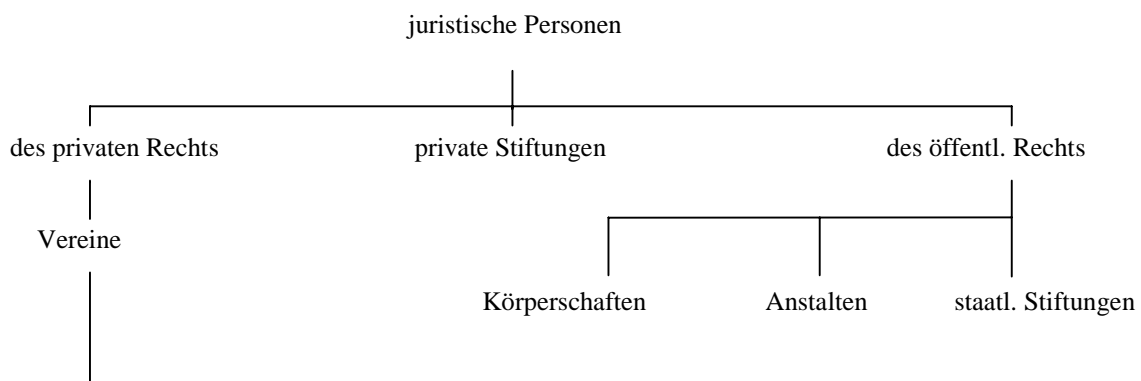 juristische Personen
des privaten Rechts private Stiftungen des öffentl. Rechts
Vereine
Körperschaften Anstalten staatl. Stiftungen